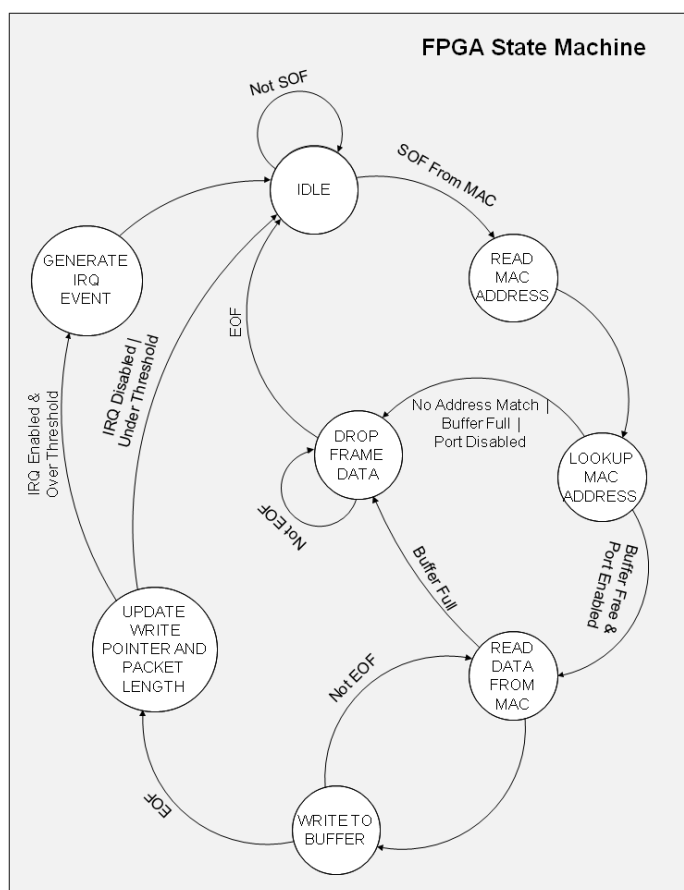 FPGA State Machine
Not SOF
IDLE
SOF From MAC
READ
MAC
ADDRESS
GENERATE
IRQ
EVENT
EOF
IRQ Disabled |
Under Threshold
IRQ Enabled &
Over Threshold
No Address Match |
Buffer Full |
Port Disabled
DROP
FRAME
DATA
Not EOF
LOOKUP
MAC
ADDRESS
Buffer Full
Buffer Free &
Port Enabled
UPDATE
WRITE
POINTER AND
PACKET
LENGTH
READ
DATA
FROM
MAC
Not EOF
EOF
WRITE TO
BUFFER